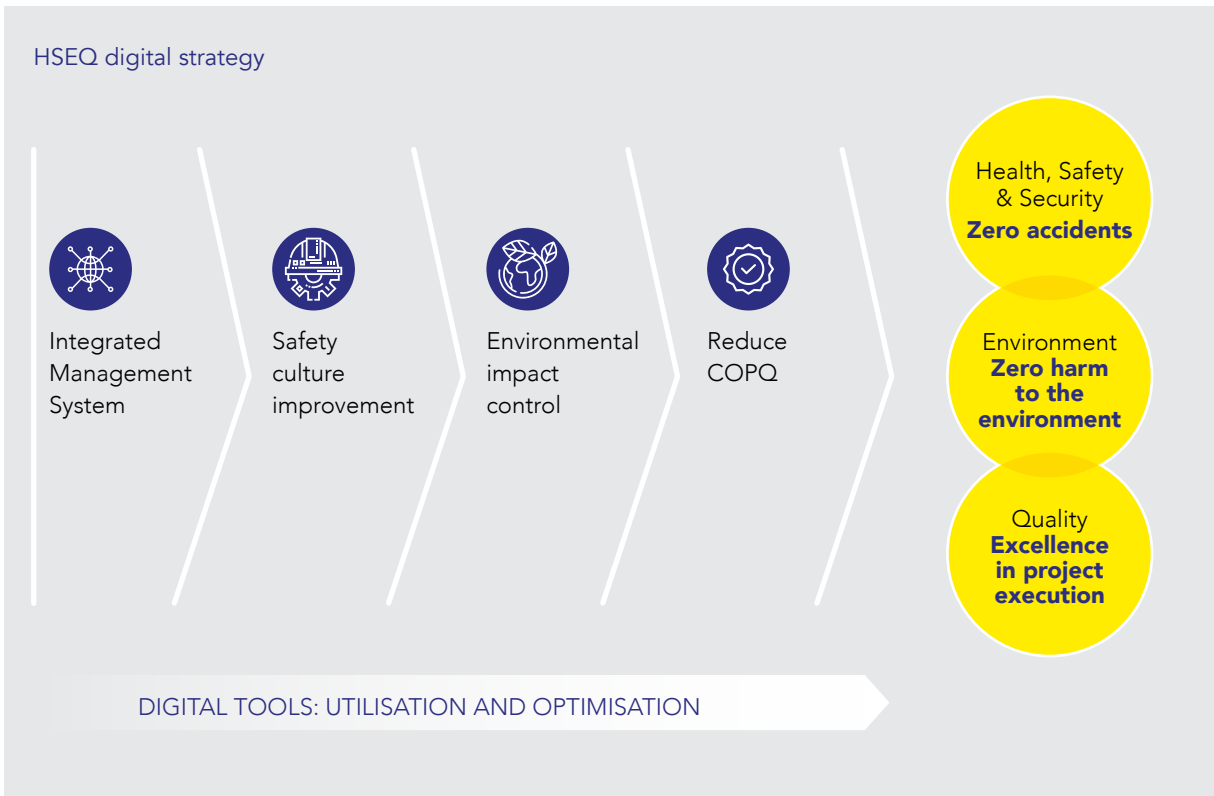 HSEQ digital strategy
Integrated
Management
System
Safety
culture
improvement
Environmental
impact
control
Reduce
COPQ
Health, Safety
& Security
Zero accidents
Environment
Zero harm
to the
environment
Quality
Excellence
in project
execution
DIGITAL TOOLS: UTILISATION AND OPTIMISATION